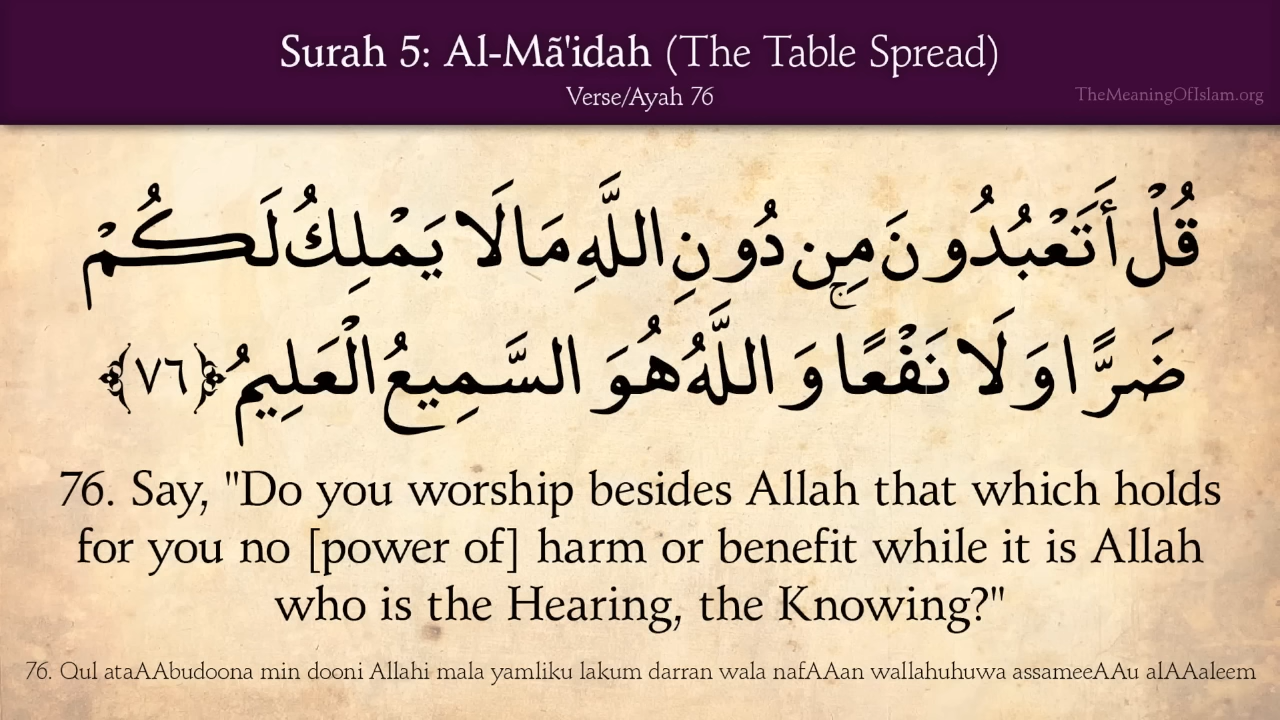 Surah 5: Al-Mã'idah (The Table Spread)
Verse/Ayah 76
TheMeaningOfIslam.org
قُلْ أَتَعْبُدُونَ مِن دُونِ اللَّهِ مَا لَا يَمْلِكُ لَكُمْ
ضَرًّا وَلَا نَفْعًا ۚ وَاللَّهُ هُوَ السَّمِيعُ الْعَلِيمُ ﴿٧٦﴾
76. Say, "Do you worship besides Allah that which holds
for you no [power of] harm or benefit while it is Allah
who is the Hearing, the Knowing?"
76. Qul ataAAbudoona min dooni Allahi mala yamliku lakum darran wala nafAAan wallahuhuwa assameeAAu alAAaleem